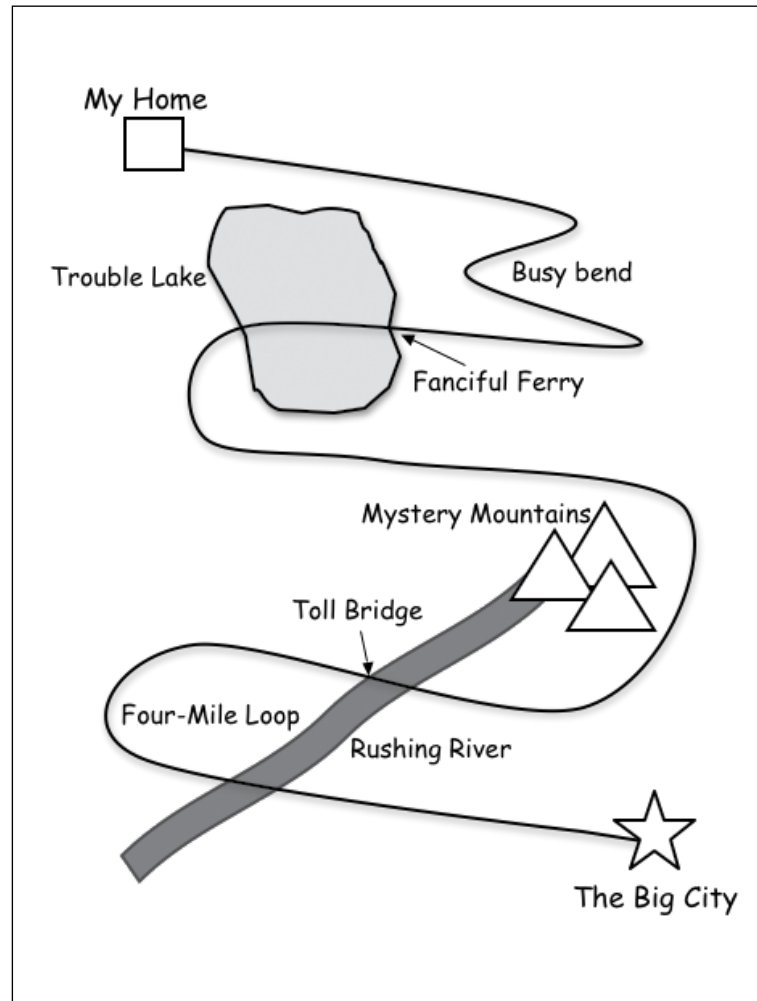 My Home
Trouble Lake
Busy bend
Fanciful Ferry
Mystery Mountains
Toll Bridge
Four-Mile Loop
Rushing River
The Big City